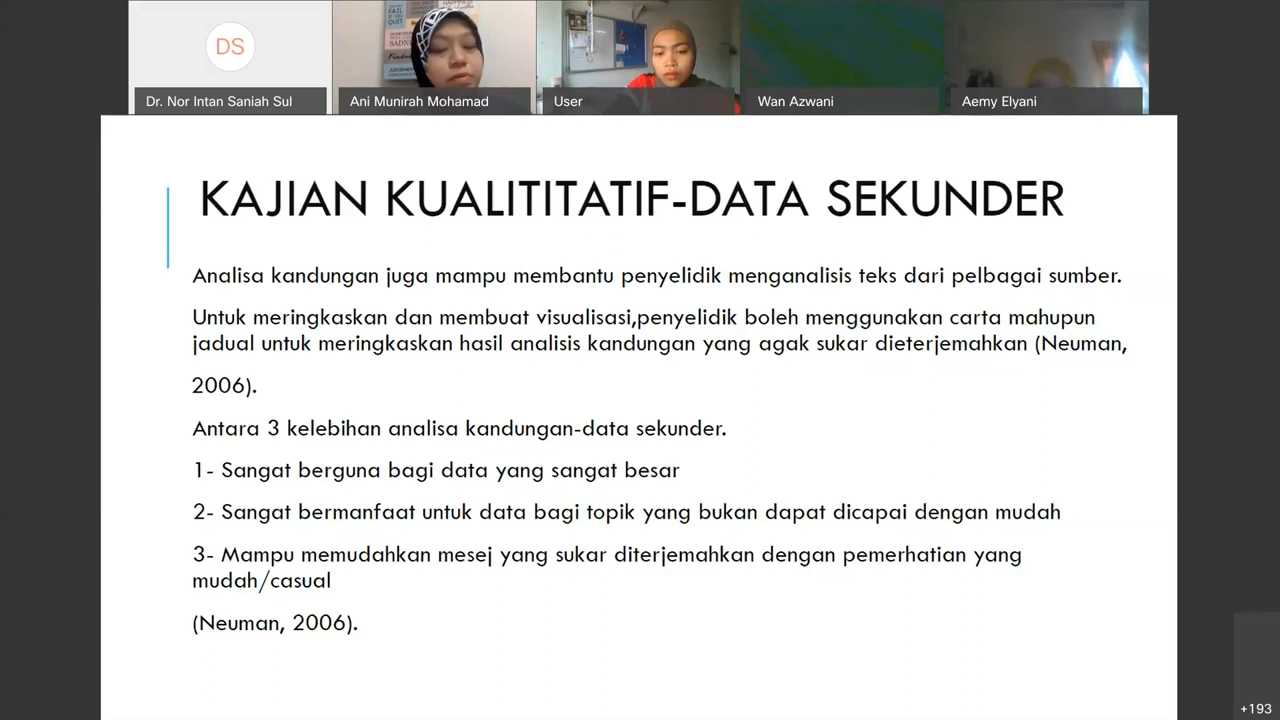 DS
Dr. Nor Intan Saniah Sul
Ani Munirah Mohamad
User
Wan Azwani
Aemy Elyani
KAJIAN KUALITITATIF-DATA SEKUNDER
Analisa kandungan juga mampu membantu penyelidik menganalisis teks dari pelbagai sumber.
Untuk meringkaskan dan membuat visualisasi,penyelidik boleh menggunakan carta mahupun
jadual untuk meringkaskan hasil analisis kandungan yang agak sukar dieterjemahkan (Neuman,
2006).
Antara 3 kelebihan analisa kandungan-data sekunder.
1- Sangat berguna bagi data yang sangat besar
2- Sangat bermanfaat untuk data bagi topik yang bukan dapat dicapai dengan mudah
3- Mampu memudahkan mesej yang sukar diterjemahkan dengan pemerhatian yang
mudah/casual
(Neuman, 2006).
+193